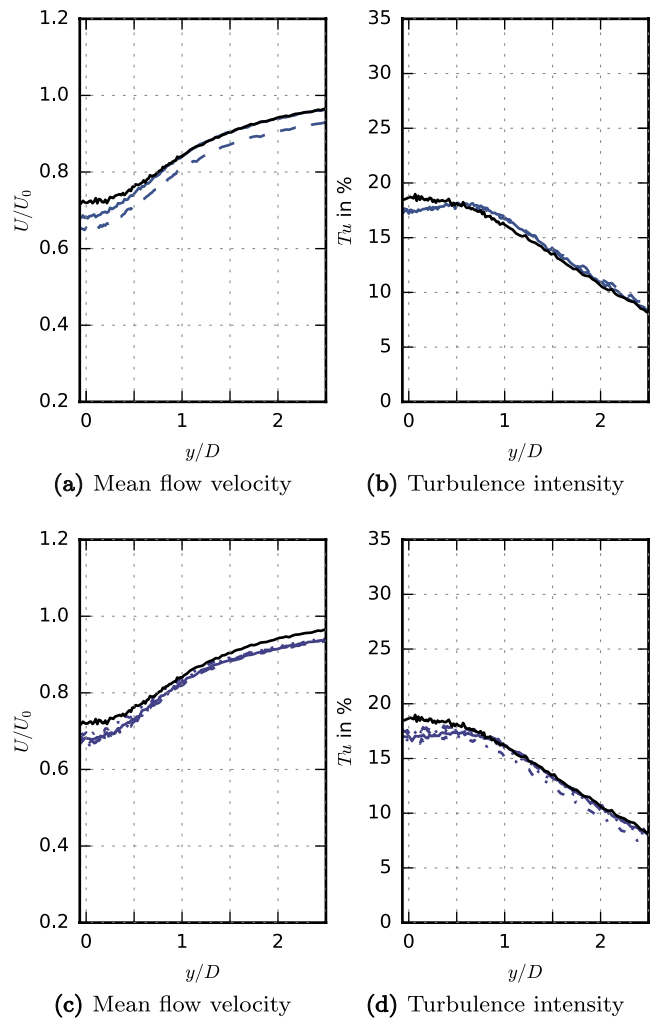 1.2
1.0
0.8
0.6
0.4
0.2
U/U₀
0 1 2
y/D
(a) Mean flow velocity
35
30
25
20
15
10
5
0
Tu in %
0 1 2
y/D
(b) Turbulence intensity
1.2
1.0
0.8
0.6
0.4
0.2
U/U₀
0 1 2
y/D
(c) Mean flow velocity
35
30
25
20
15
10
5
0
Tu in %
0 1 2
y/D
(d) Turbulence intensity